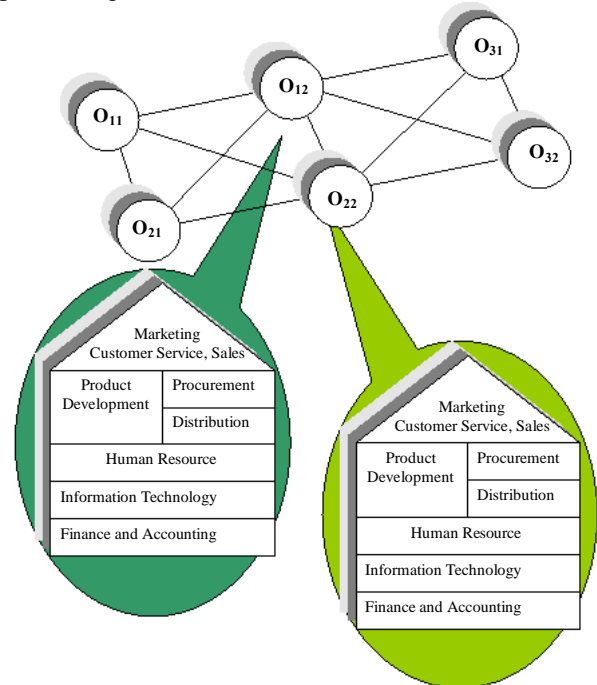 O31
O12
O11
O32
O22
O21
Marketing
Customer Service, Sales
Product
Development
Procurement
Distribution
Human Resource
Information Technology
Finance and Accounting
Marketing
Customer Service, Sales
Product
Development
Procurement
Distribution
Human Resource
Information Technology
Finance and Accounting